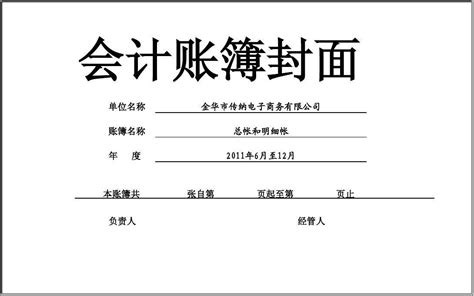 会计账簿封面
单位名称 金华市传纳电子商务有限公司
账簿名称 总帐和明细帐
年 度 2011年6月至12月
本账簿共 张自第 页起至第 页止
负责人 经管人